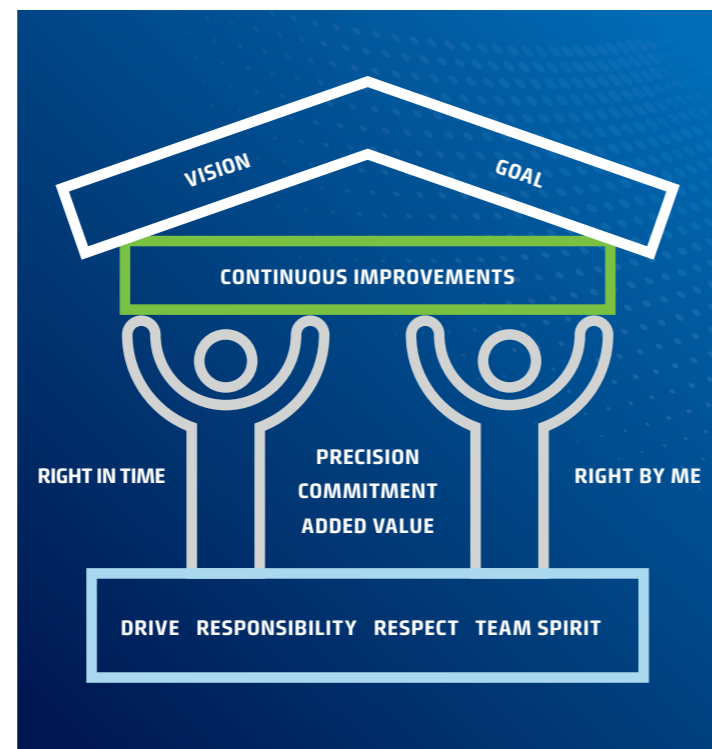 VISION
GOAL
CONTINUOUS IMPROVEMENTS
RIGHT IN TIME
PRECISION
COMMITMENT
ADDED VALUE
RIGHT BY ME
DRIVE RESPONSIBILITY RESPECT TEAM SPIRIT